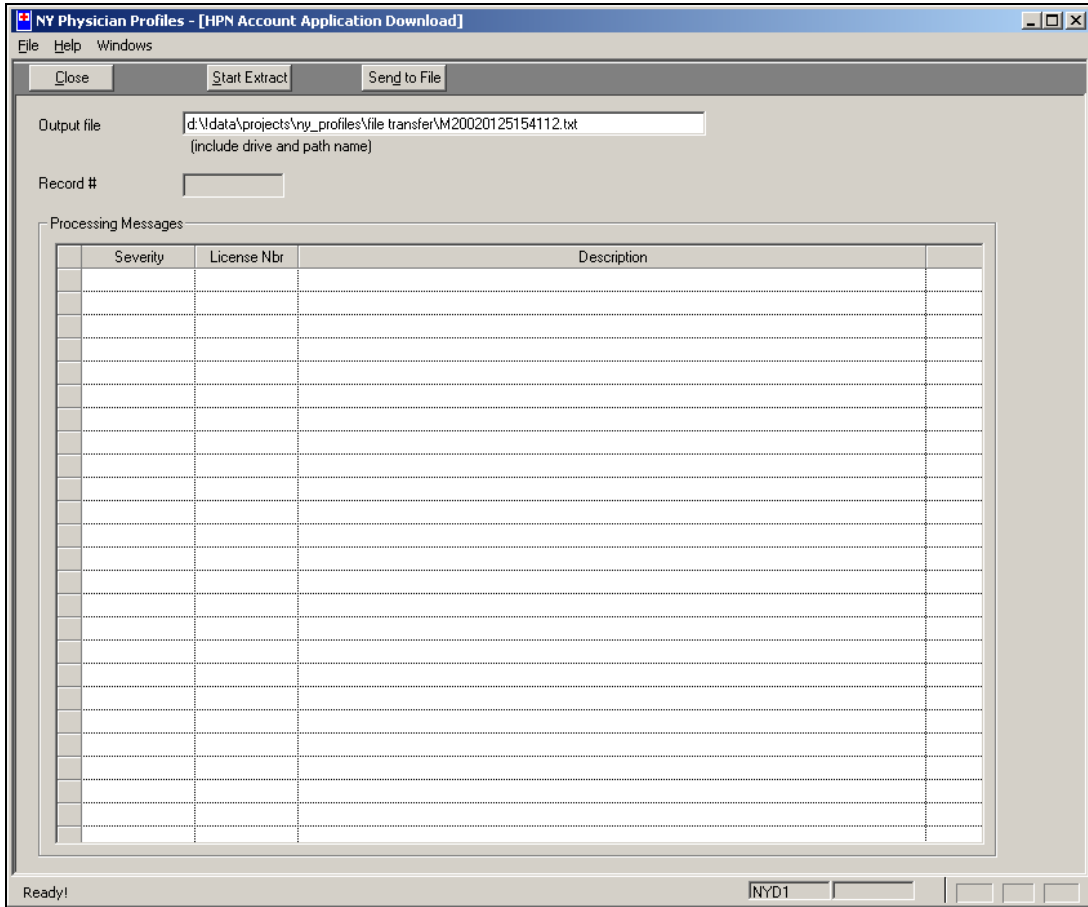 NY Physician Profiles - [HPN Account Application Download]
File Help Windows
Close Start Extract Send to File
Output file d:\!data\projects\ny_profiles\file transfer\M20020125154112.txt
(include drive and path name)
Record #
Processing Messages
Severity License Nbr Description
Ready! NYD1